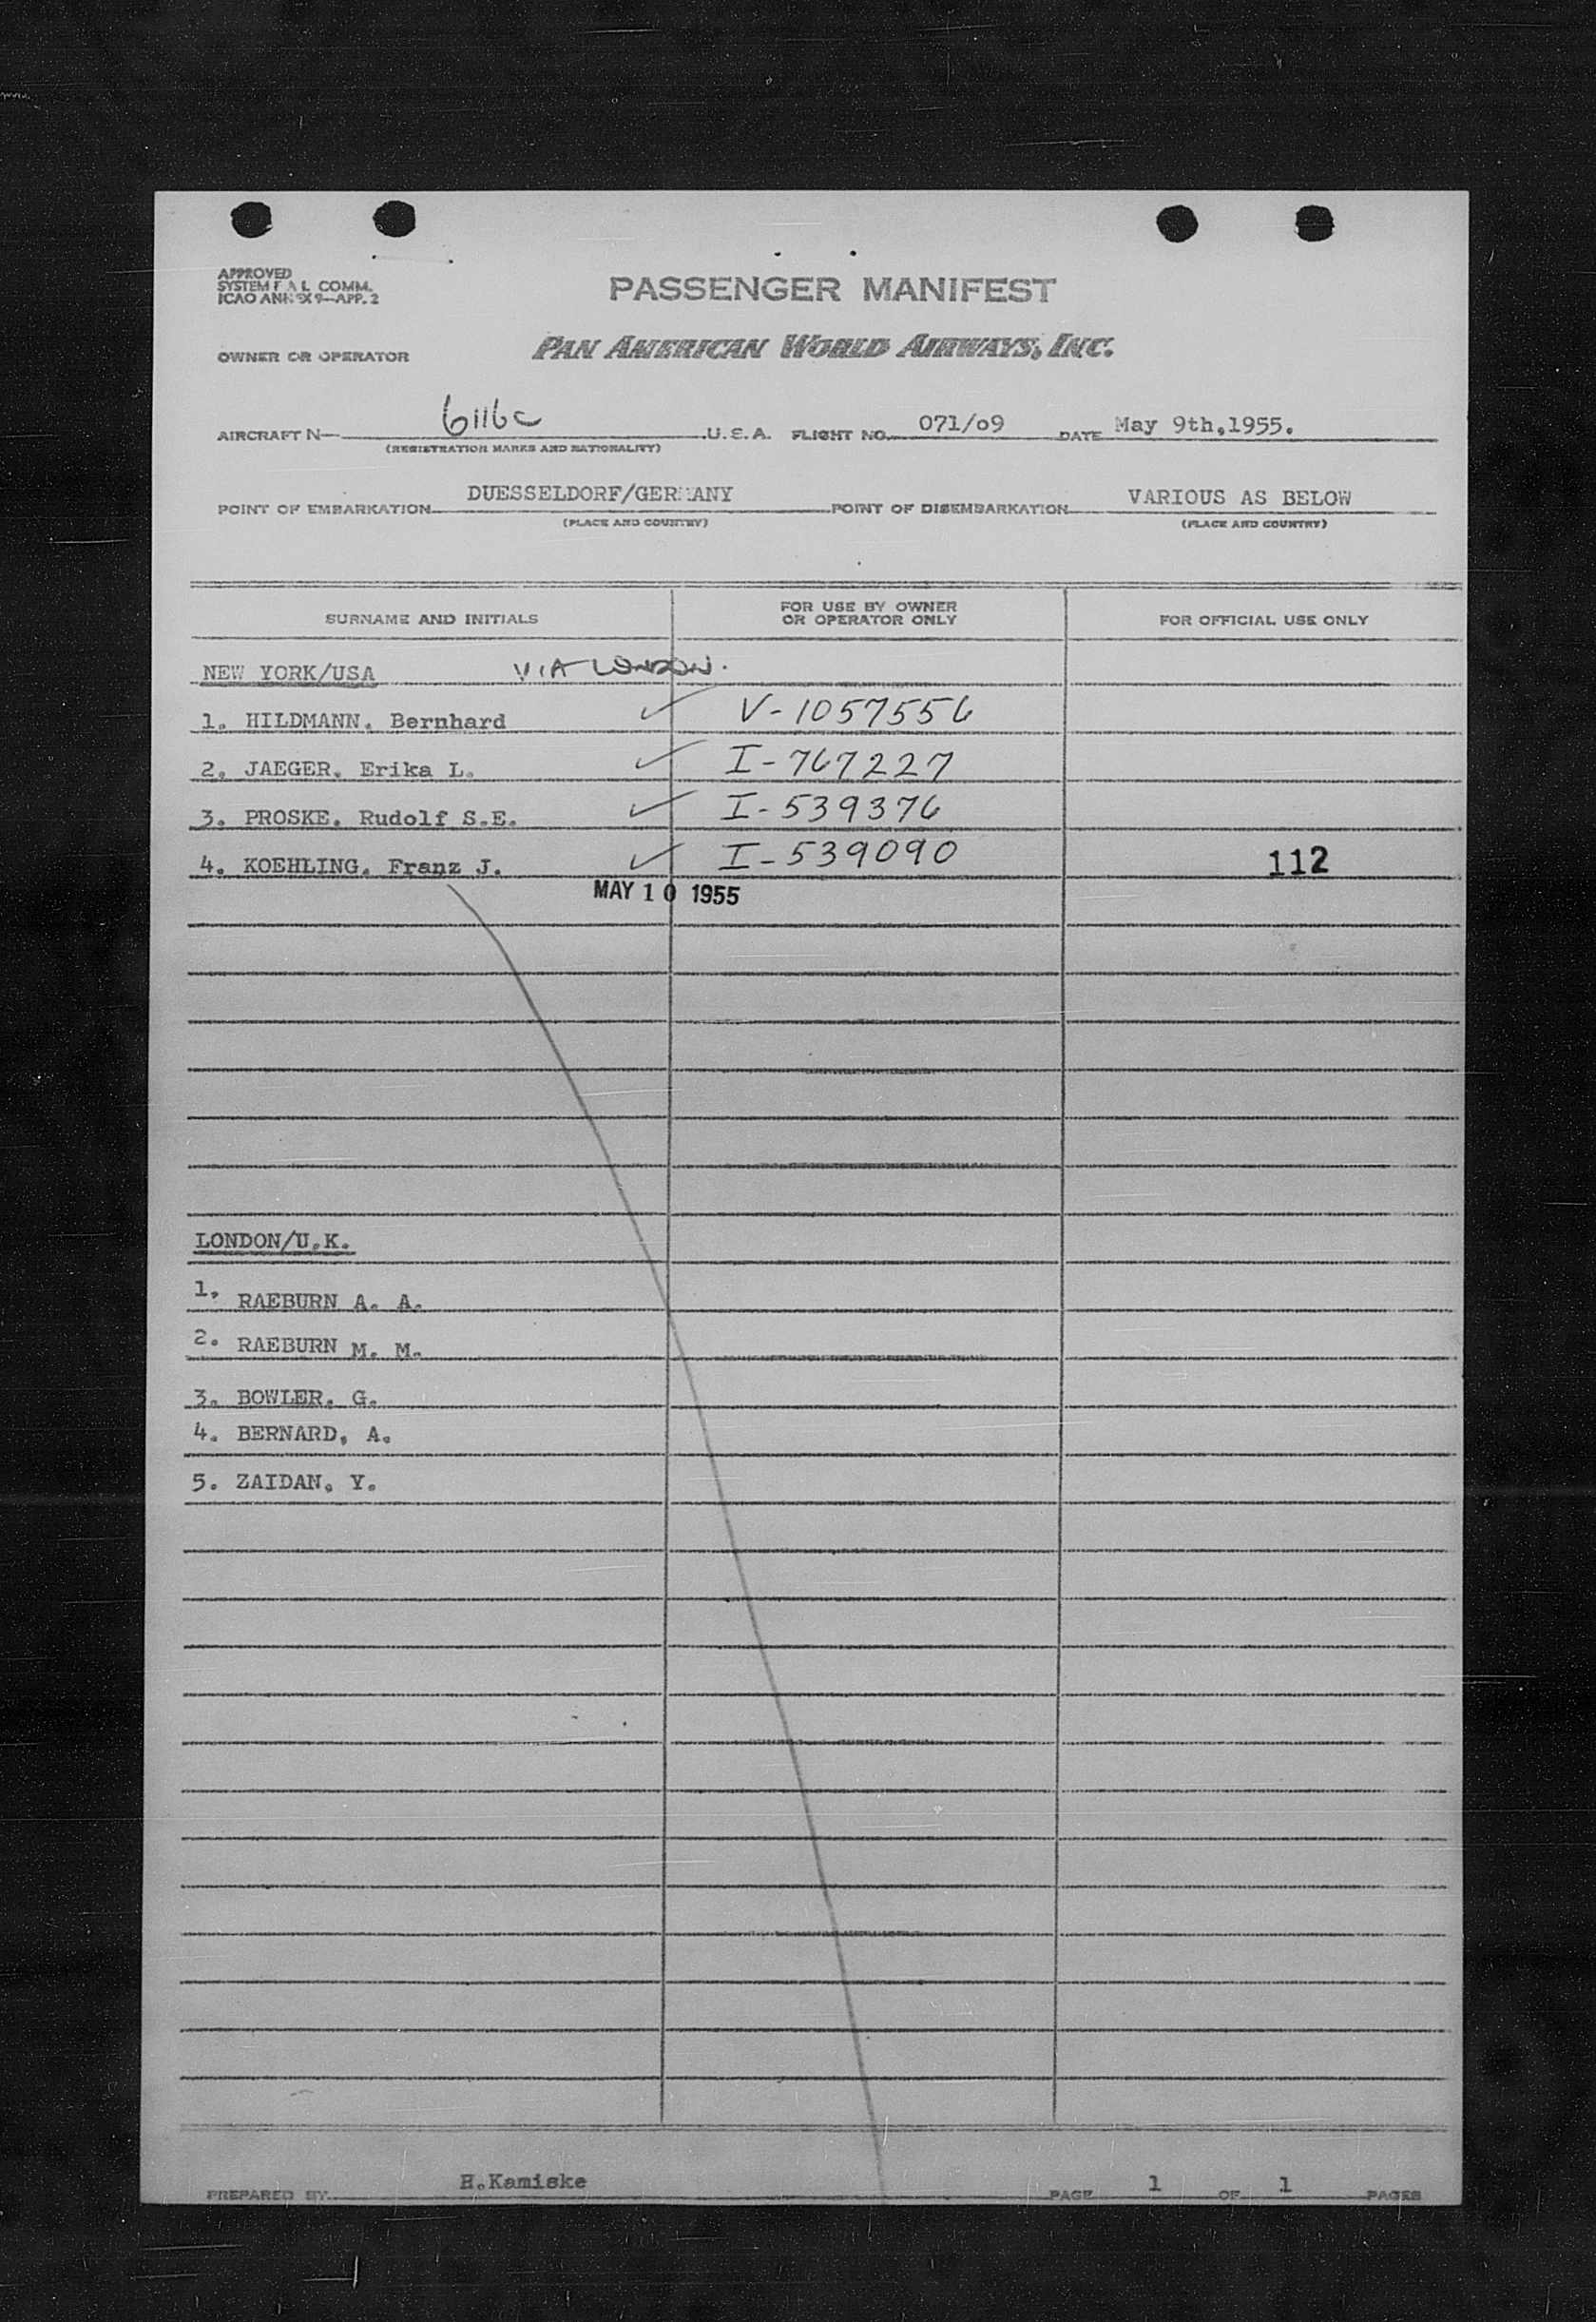 APPROVED
SYSTEM F A L COMM.
ICAO ANNEX 9—APP. 2
PASSENGER MANIFEST
OWNER OR OPERATOR PAN AMERICAN WORLD AIRWAYS, INC.
AIRCRAFT N— 6116C U.S.A. FLIGHT NO. 071/o9 DATE May 9th,1955.
(REGISTRATION MARKS AND NATIONALITY)
POINT OF EMBARKATION DUESSELDORF/GERMANY POINT OF DISEMBARKATION VARIOUS AS BELOW
(PLACE AND COUNTRY) (PLACE AND COUNTRY)
SURNAME AND INITIALS FOR USE BY OWNER OR OPERATOR ONLY FOR OFFICIAL USE ONLY
NEW YORK/USA VIA LONDON.
1. HILDMANN, Bernhard ✓ V-1057556
2. JAEGER, Erika L. ✓ I-767227
3. PROSKE, Rudolf S.E. ✓ I-539376
4. KOEHLING, Franz J. ✓ I-539090 112
MAY 10 1955
LONDON/U.K.
1. RAEBURN A. A.
2. RAEBURN M. M.
3. BOWLER, G.
4. BERNARD, A.
5. ZAIDAN, Y.
PREPARED BY H.Kamiske PAGE 1 OF 1 PAGES